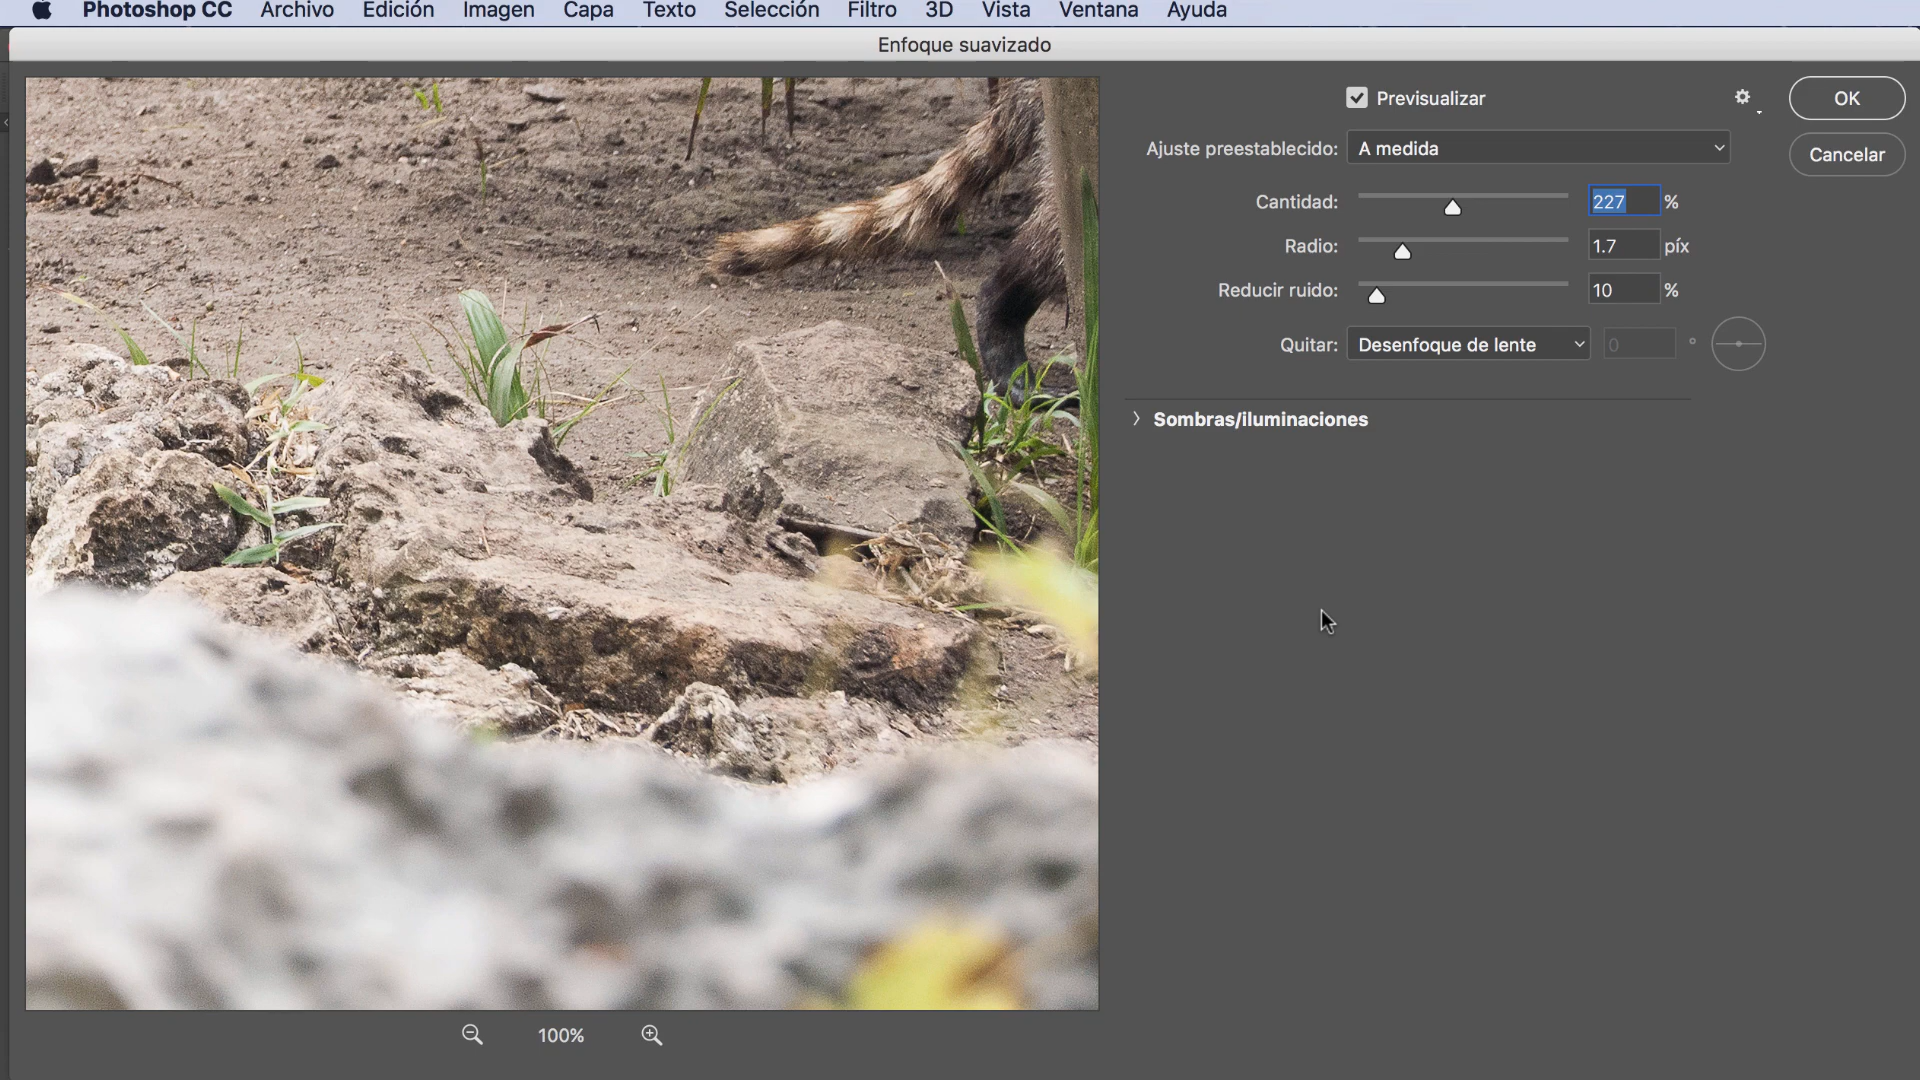 Photoshop CC Archivo Edición Imagen Capa Texto Selección Filtro 3D Vista Ventana Ayuda
Enfoque suavizado
Previsualizar
OK
Ajuste preestablecido: A medida
Cancelar
Cantidad: 227 %
Radio: 1.7 píx
Reducir ruido: 10 %
Quitar: Desenfoque de lente 0 °
Sombras/iluminaciones
100%